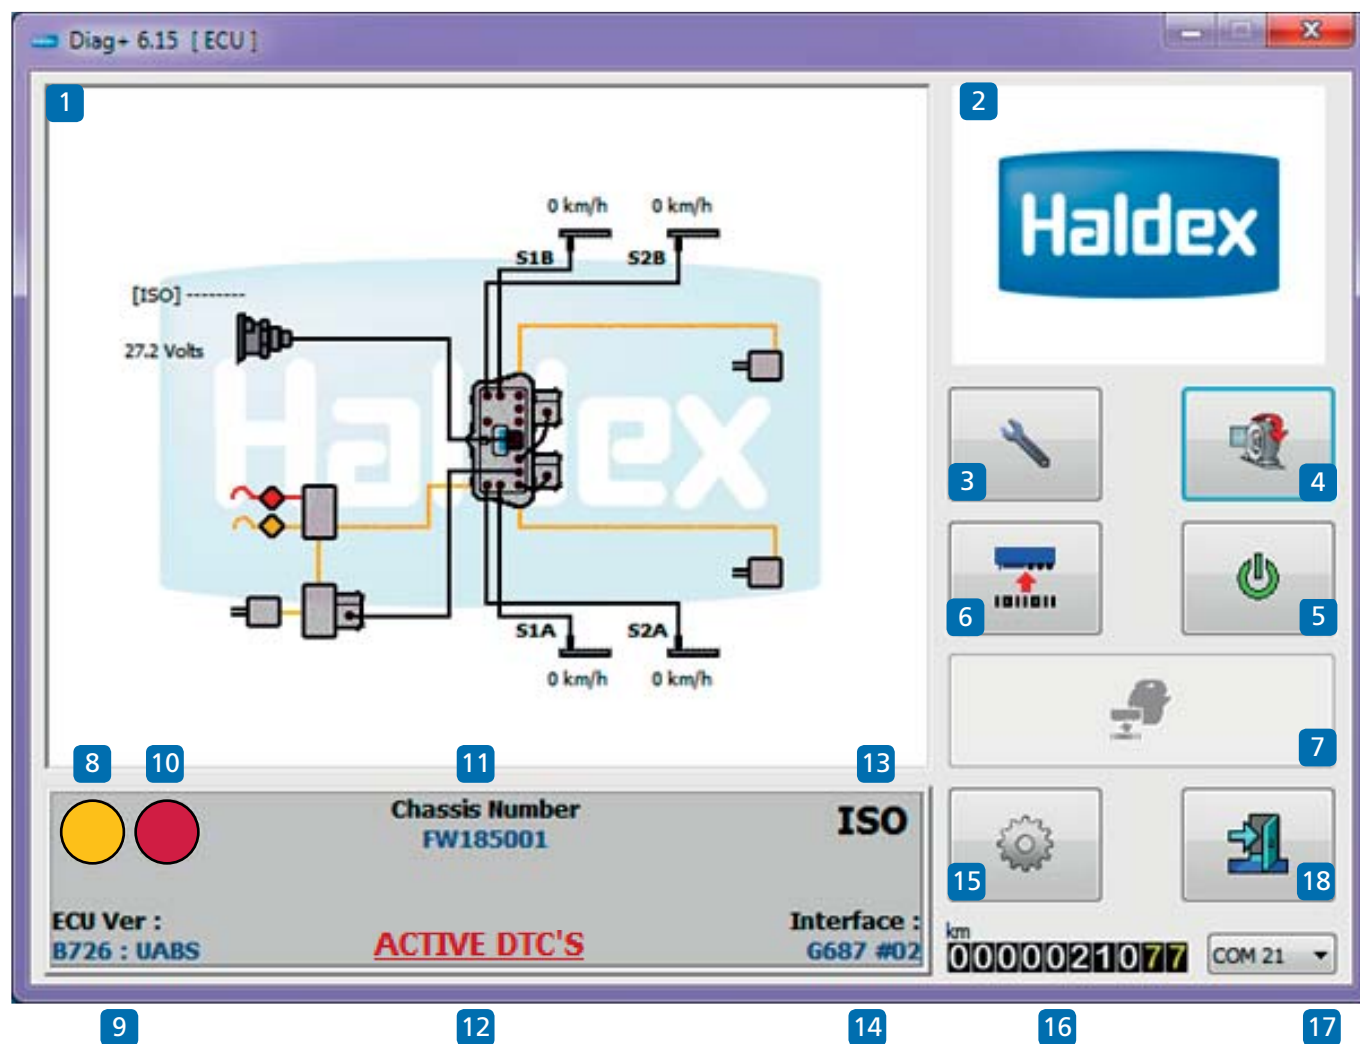 Diag+ 6.15 [ ECU ]
1
2
Haldex
0 km/h 0 km/h
S1B S2B
[ISO] --------
27.2 Volts
Haldex
S1A S2A
0 km/h 0 km/h
3
4
6
5
7
8
10
11
13
Chassis Number
FW185001
ISO
ECU Ver :
B726 : UABS
ACTIVE DTC'S
Interface :
G687 #02
15
18
km
0000021077
COM 21
9
12
14
16
17